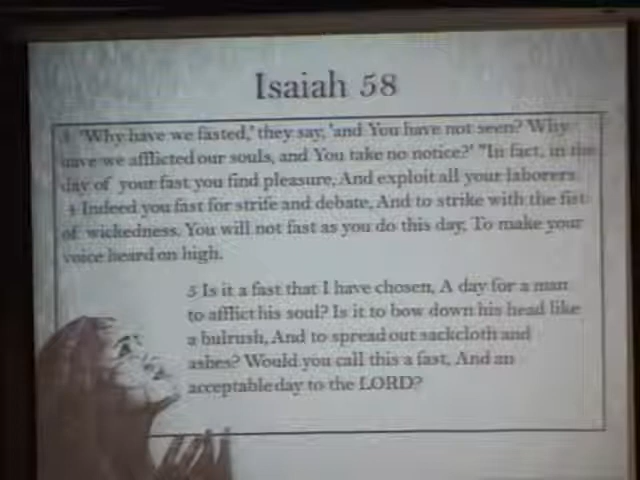 Isaiah 58
'Why have we fasted,' they say, 'and You have not seen? Why
have we afflicted our souls, and You take no notice?' "In fact, in the
day of your fast you find pleasure, And exploit all your laborers.
4 Indeed you fast for strife and debate, And to strike with the fist
of wickedness. You will not fast as you do this day, To make your
voice heard on high.
5 Is it a fast that I have chosen, A day for a man
to afflict his soul? Is it to bow down his head like
a bulrush, And to spread out sackcloth and
ashes? Would you call this a fast, And an
acceptable day to the LORD?